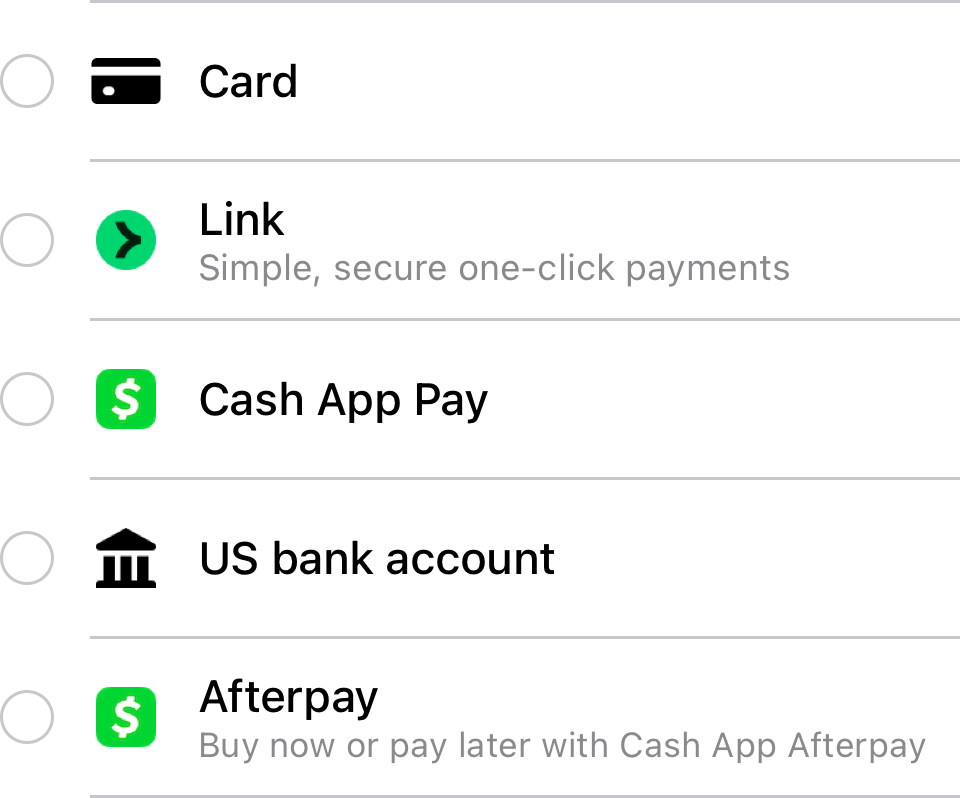 Card
Link
Simple, secure one-click payments
Cash App Pay
US bank account
Afterpay
Buy now or pay later with Cash App Afterpay